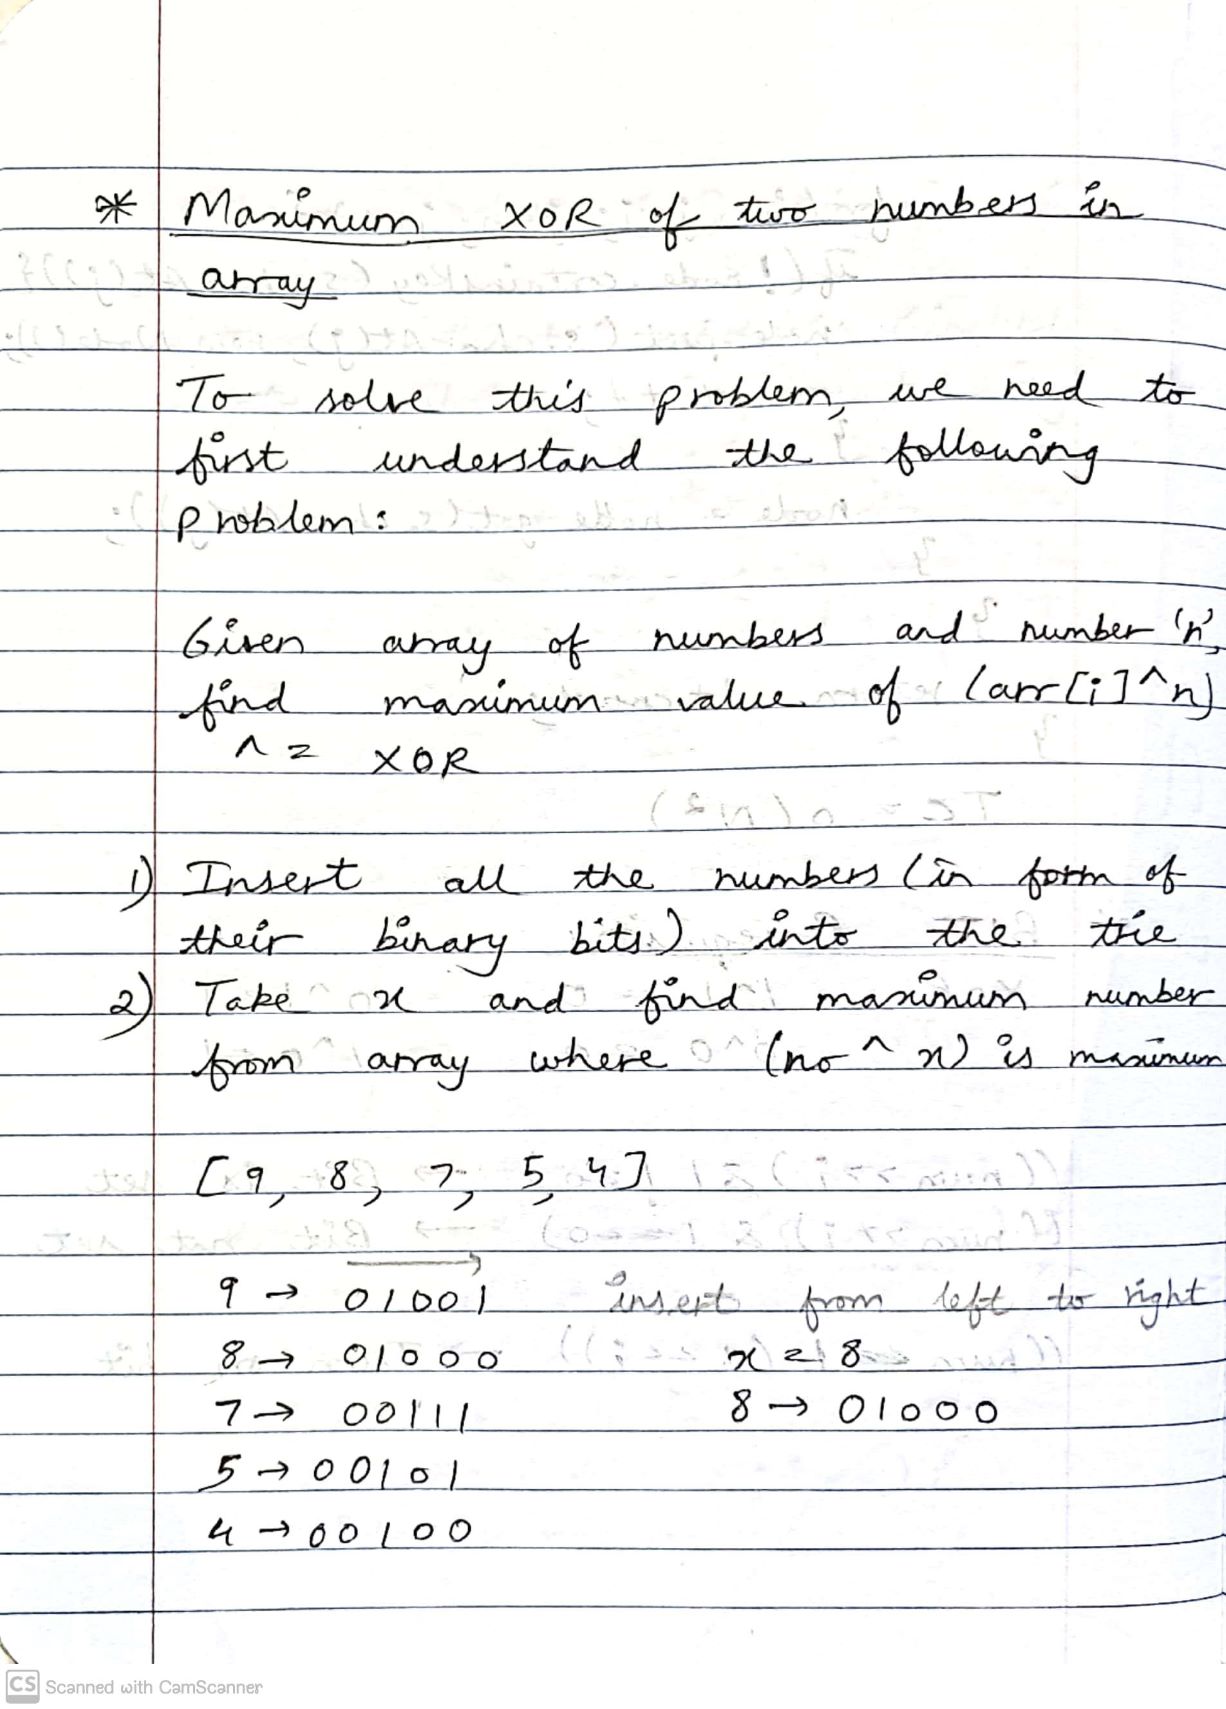 * Maximum XOR of two numbers in
array
To solve this problem, we need to
first understand the following
problem:
Given array of numbers and number 'n',
find maximum value of (arr[i]^n)
^ = XOR
1) Insert all the numbers (in form of
their binary bits) into the trie
2) Take x and find maximum number
from array where (no ^ x) is maximum
[9, 8, 7, 5, 4]
9 → 01001 insert from left to right
8 → 01000 x = 8
7 → 00111 8 → 01000
5 → 00101
4 → 00100
CS Scanned with CamScanner